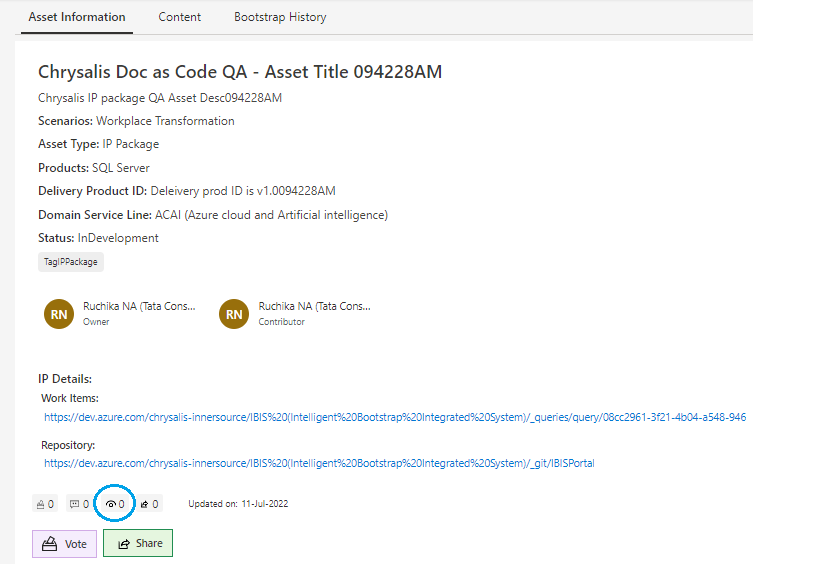 Asset Information Content Bootstrap History
Chrysalis Doc as Code QA - Asset Title 094228AM
Chrysalis IP package QA Asset Desc094228AM
Scenarios: Workplace Transformation
Asset Type: IP Package
Products: SQL Server
Delivery Product ID: Deleivery prod ID is v1.0094228AM
Domain Service Line: ACAI (Azure cloud and Artificial intelligence)
Status: InDevelopment
TagIPPackage
RN Ruchika NA (Tata Cons... RN Ruchika NA (Tata Cons...
Owner Contributor
IP Details:
Work Items:
https://dev.azure.com/chrysalis-innersource/IBIS%20(Intelligent%20Bootstrap%20Integrated%20System)/_queries/query/08cc2961-3f21-4b04-a548-946
Repository:
https://dev.azure.com/chrysalis-innersource/IBIS%20(Intelligent%20Bootstrap%20Integrated%20System)/_git/IBISPortal
0 0 0 0 Updated on: 11-Jul-2022
Vote Share